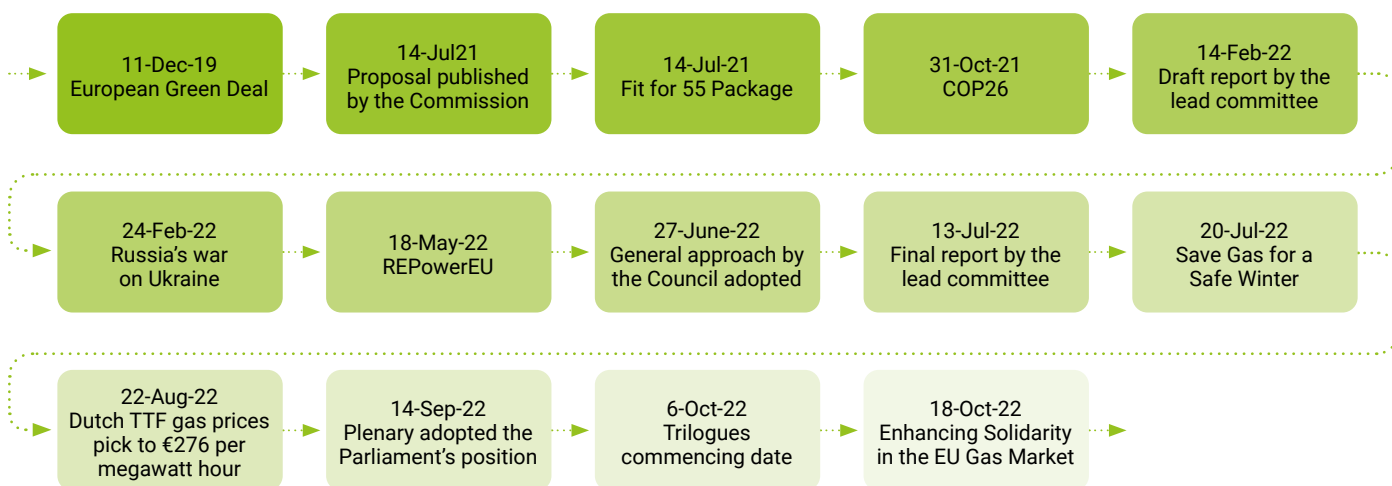 11-Dec-19
European Green Deal
14-Jul21
Proposal published
by the Commission
14-Jul-21
Fit for 55 Package
31-Oct-21
COP26
14-Feb-22
Draft report by the
lead committee
24-Feb-22
Russia’s war
on Ukraine
18-May-22
REPowerEU
27-June-22
General approach by
the Council adopted
13-Jul-22
Final report by the
lead committee
20-Jul-22
Save Gas for a
Safe Winter
22-Aug-22
Dutch TTF gas prices
pick to €276 per
megawatt hour
14-Sep-22
Plenary adopted the
Parliament’s position
6-Oct-22
Trilogues
commencing date
18-Oct-22
Enhancing Solidarity
in the EU Gas Market